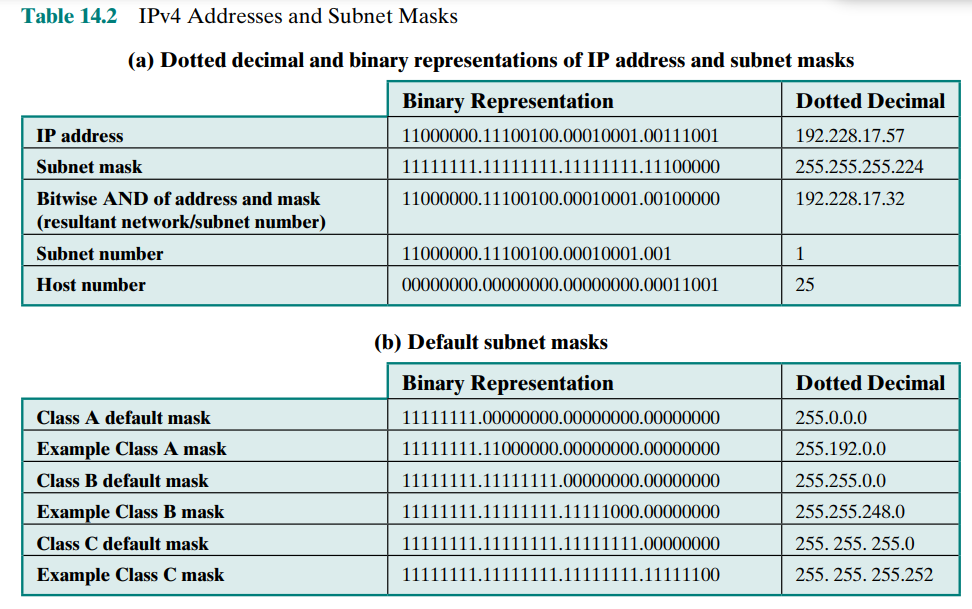 Table 14.2 IPv4 Addresses and Subnet Masks
(a) Dotted decimal and binary representations of IP address and subnet masks
Binary Representation Dotted Decimal
IP address 11000000.11100100.00010001.00111001 192.228.17.57
Subnet mask 11111111.11111111.11111111.11100000 255.255.255.224
Bitwise AND of address and mask 11000000.11100100.00010001.00100000 192.228.17.32
(resultant network/subnet number)
Subnet number 11000000.11100100.00010001.001 1
Host number 00000000.00000000.00000000.00011001 25
(b) Default subnet masks
Binary Representation Dotted Decimal
Class A default mask 11111111.00000000.00000000.00000000 255.0.0.0
Example Class A mask 11111111.11000000.00000000.00000000 255.192.0.0
Class B default mask 11111111.11111111.00000000.00000000 255.255.0.0
Example Class B mask 11111111.11111111.11111000.00000000 255.255.248.0
Class C default mask 11111111.11111111.11111111.00000000 255. 255. 255.0
Example Class C mask 11111111.11111111.11111111.11111100 255. 255. 255.252